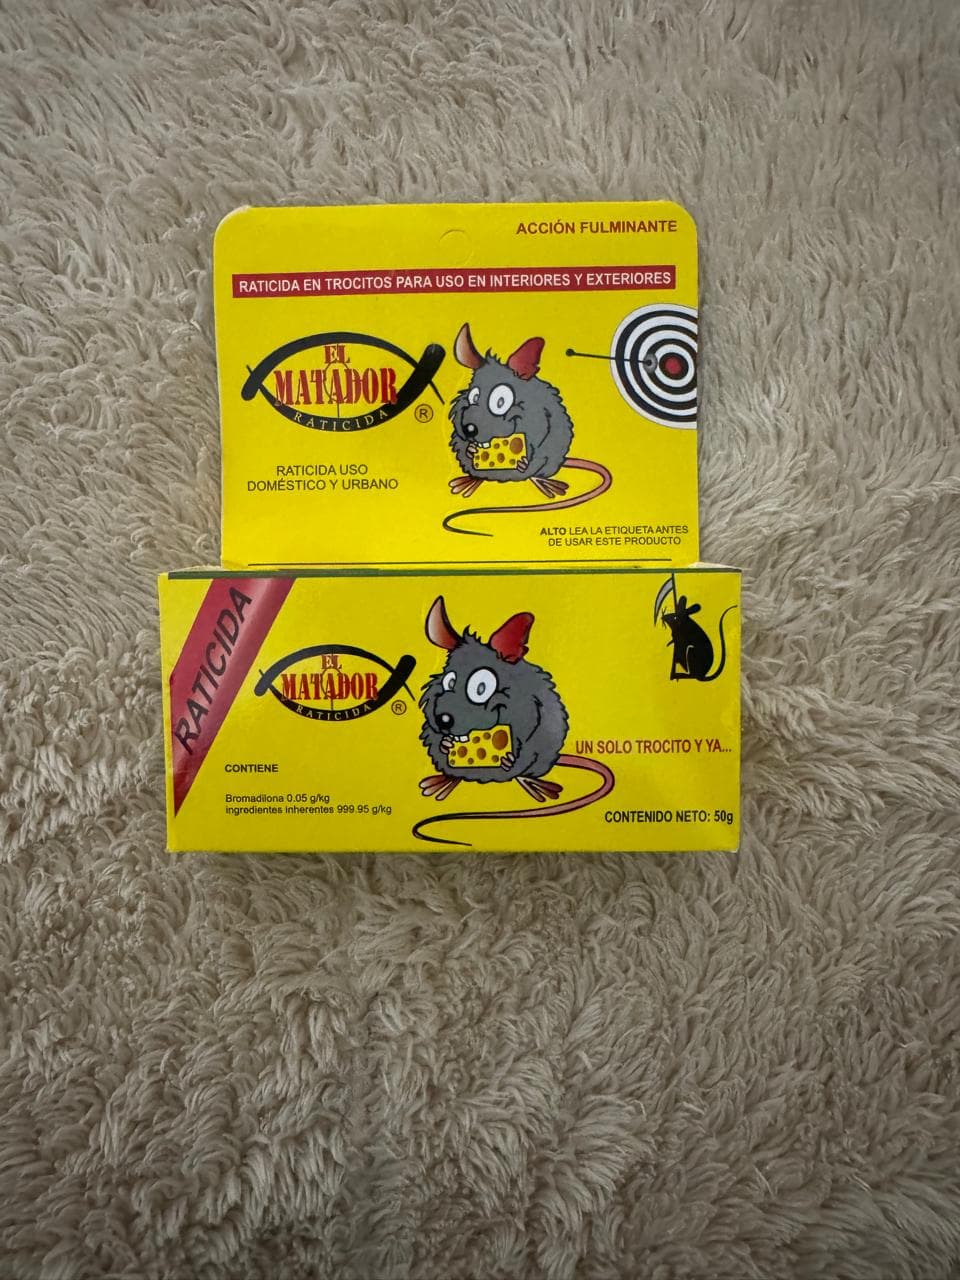 ACCIÓN FULMINANTE
RATICIDA EN TROCITOS PARA USO EN INTERIORES Y EXTERIORES
EL
MATADOR
RATICIDA
®
RATICIDA USO
DOMÉSTICO Y URBANO
ALTO LEA LA ETIQUETA ANTES
DE USAR ESTE PRODUCTO
RATICIDA
EL
MATADOR
RATICIDA
®
UN SOLO TROCITO Y YA...
CONTIENE
Bromadilona 0.05 g/kg
ingredientes inherentes 999.95 g/kg
CONTENIDO NETO: 50g